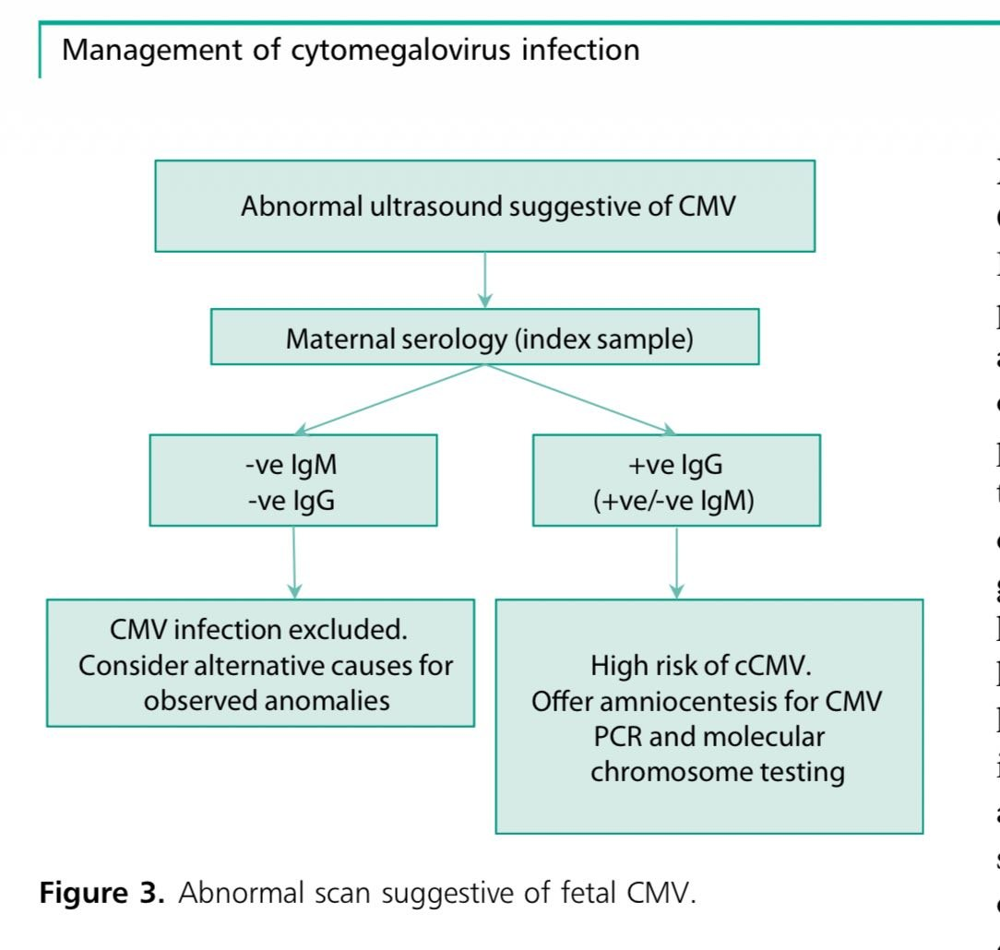 Management of cytomegalovirus infection
Abnormal ultrasound suggestive of CMV
Maternal serology (index sample)
-ve IgM
-ve IgG
+ve IgG
(+ve/-ve IgM)
CMV infection excluded.
Consider alternative causes for
observed anomalies
High risk of cCMV.
Offer amniocentesis for CMV
PCR and molecular
chromosome testing
Figure 3. Abnormal scan suggestive of fetal CMV.